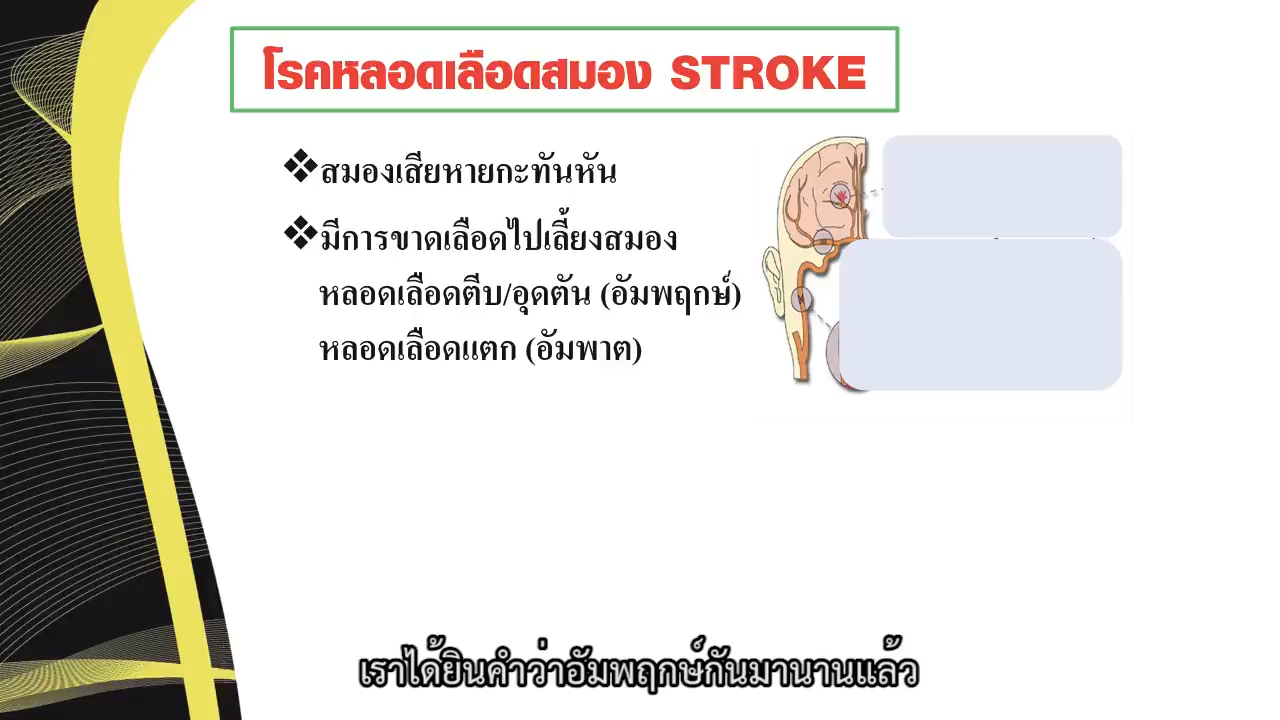 โรคหลอดเลือดสมอง STROKE
❖สมองเสียหายกะทันหัน
❖มีการขาดเลือดไปเลี้ยงสมอง
หลอดเลือดตีบ/อุดตัน (อัมพฤกษ์)
หลอดเลือดแตก (อัมพาต)
เราได้ยินคำว่าอัมพฤกษ์กันมานานแล้ว